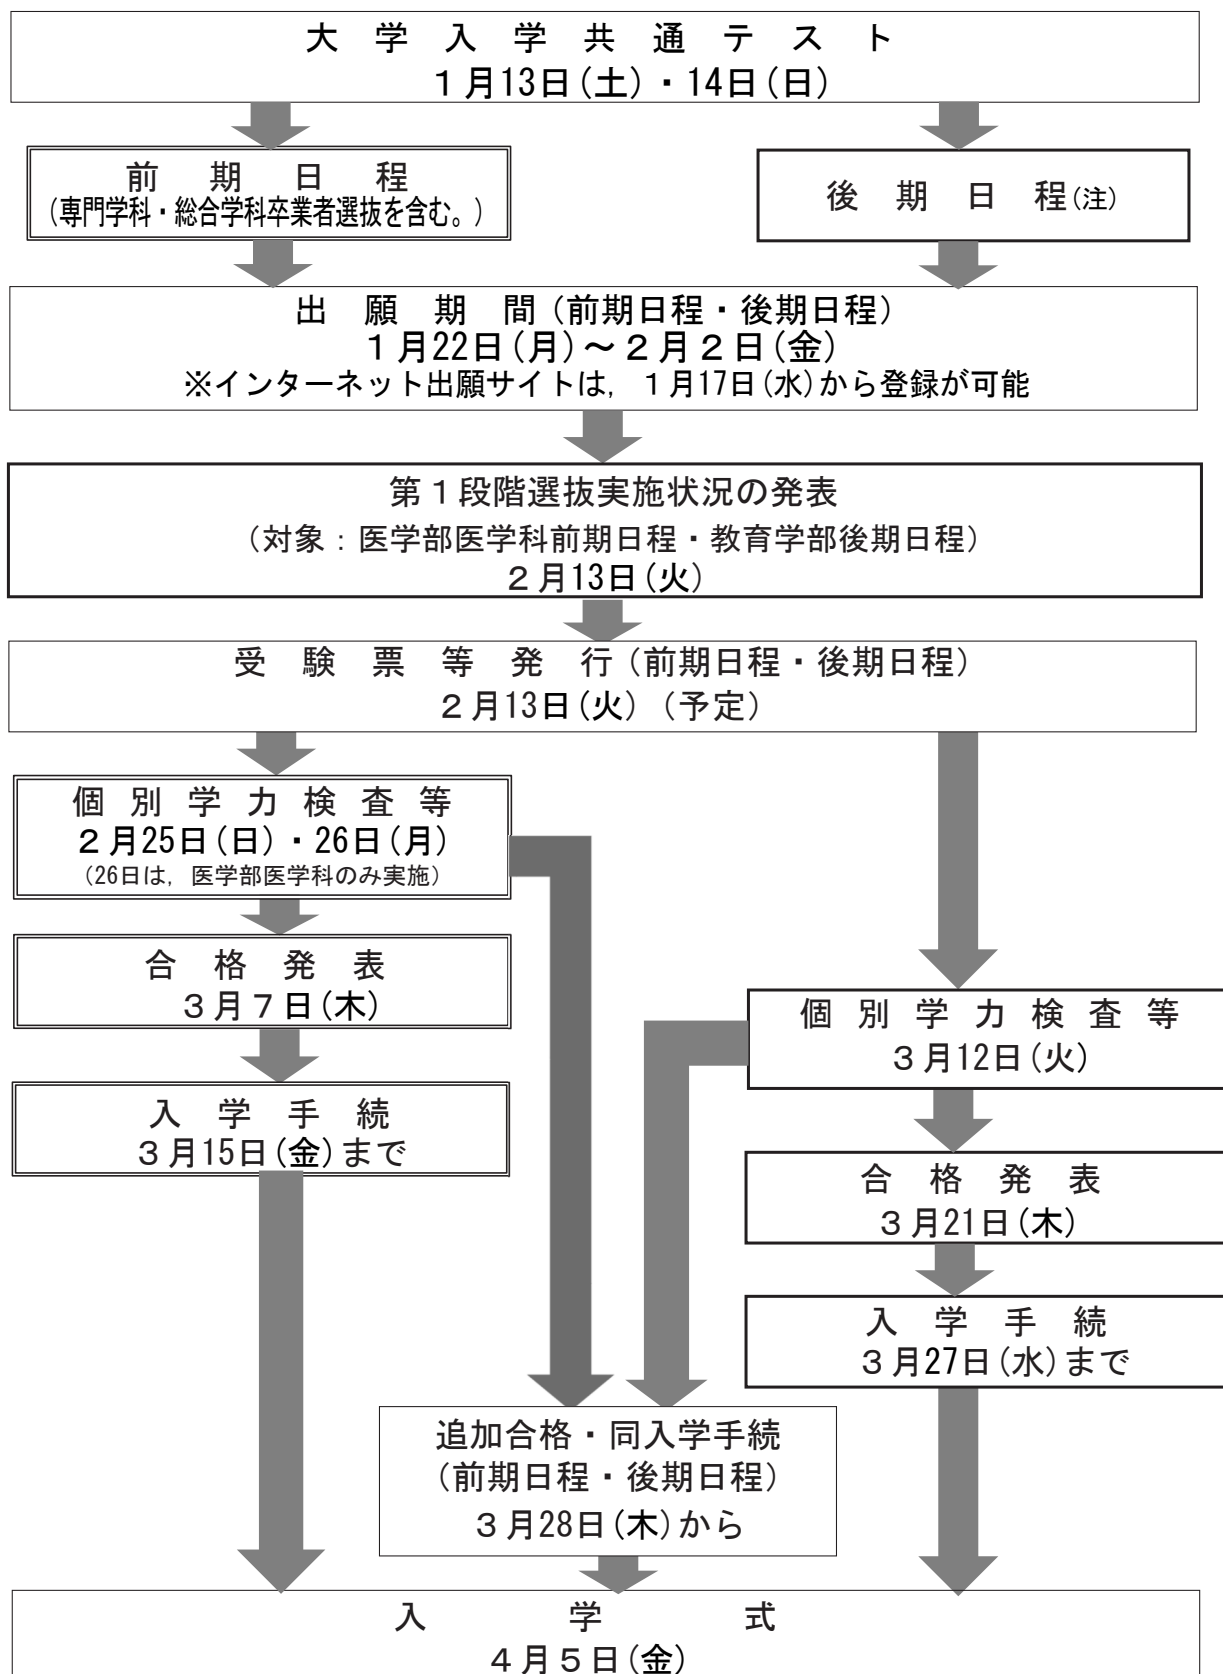 大学入学共通テスト
１月13日(土)・14日(日)
前期日程
(専門学科・総合学科卒業者選抜を含む。)
後期日程(注)
出願期間(前期日程・後期日程)
１月22日(月)～２月２日(金)
※インターネット出願サイトは，１月17日(水)から登録が可能
第１段階選抜実施状況の発表
(対象：医学部医学科前期日程・教育学部後期日程)
２月13日(火)
受験票等発行(前期日程・後期日程)
２月13日(火)(予定)
個別学力検査等
２月25日(日)・26日(月)
(26日は，医学部医学科のみ実施)
合格発表
３月７日(木)
入学手続
３月15日(金)まで
個別学力検査等
３月12日(火)
合格発表
３月21日(木)
入学手続
３月27日(水)まで
追加合格・同入学手続
(前期日程・後期日程)
３月28日(木)から
入学式
４月５日(金)